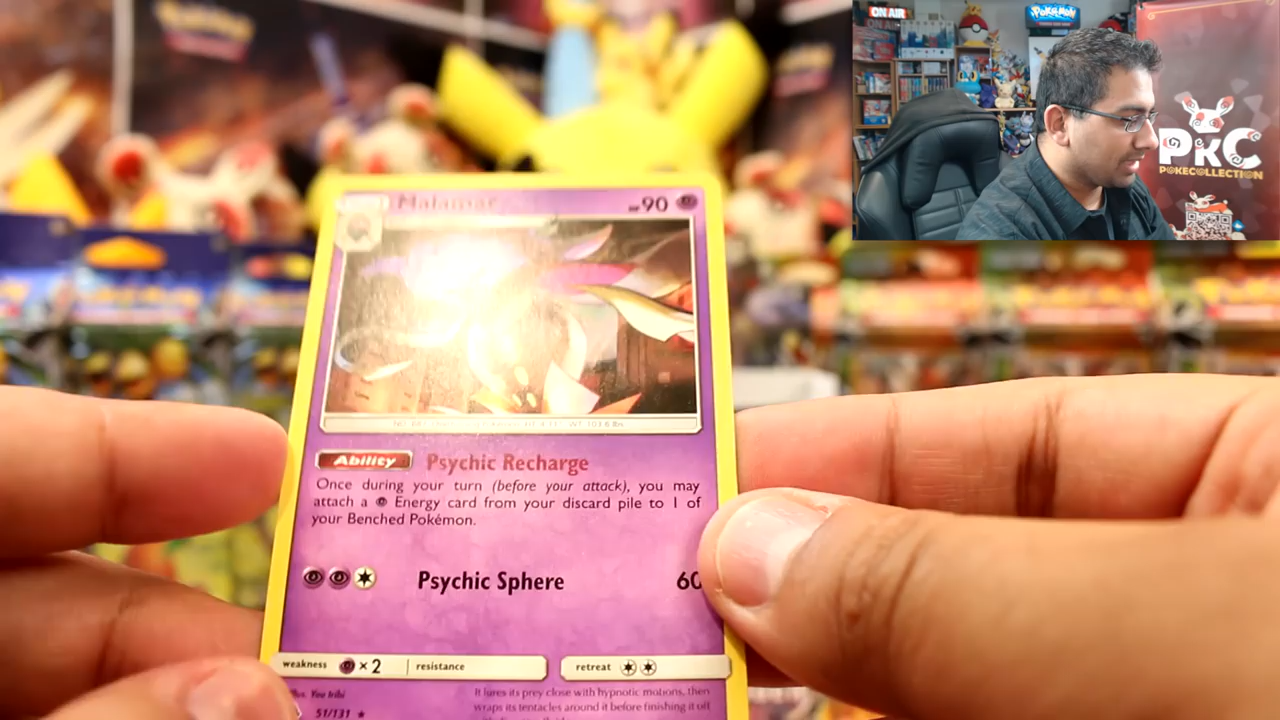 ON AIR
Pokémon
PKC
POKECOLLECTION
Malamar 90
Ability Psychic Recharge
Once during your turn (before your attack), you may
attach a Energy card from your discard pile to 1 of
your Benched Pokémon.
Psychic Sphere 60
weakness ×2 resistance retreat
Illus. You Iribi
51/131
It lures its prey close with hypnotic motions, then
wraps its tentacles around it before finishing it off